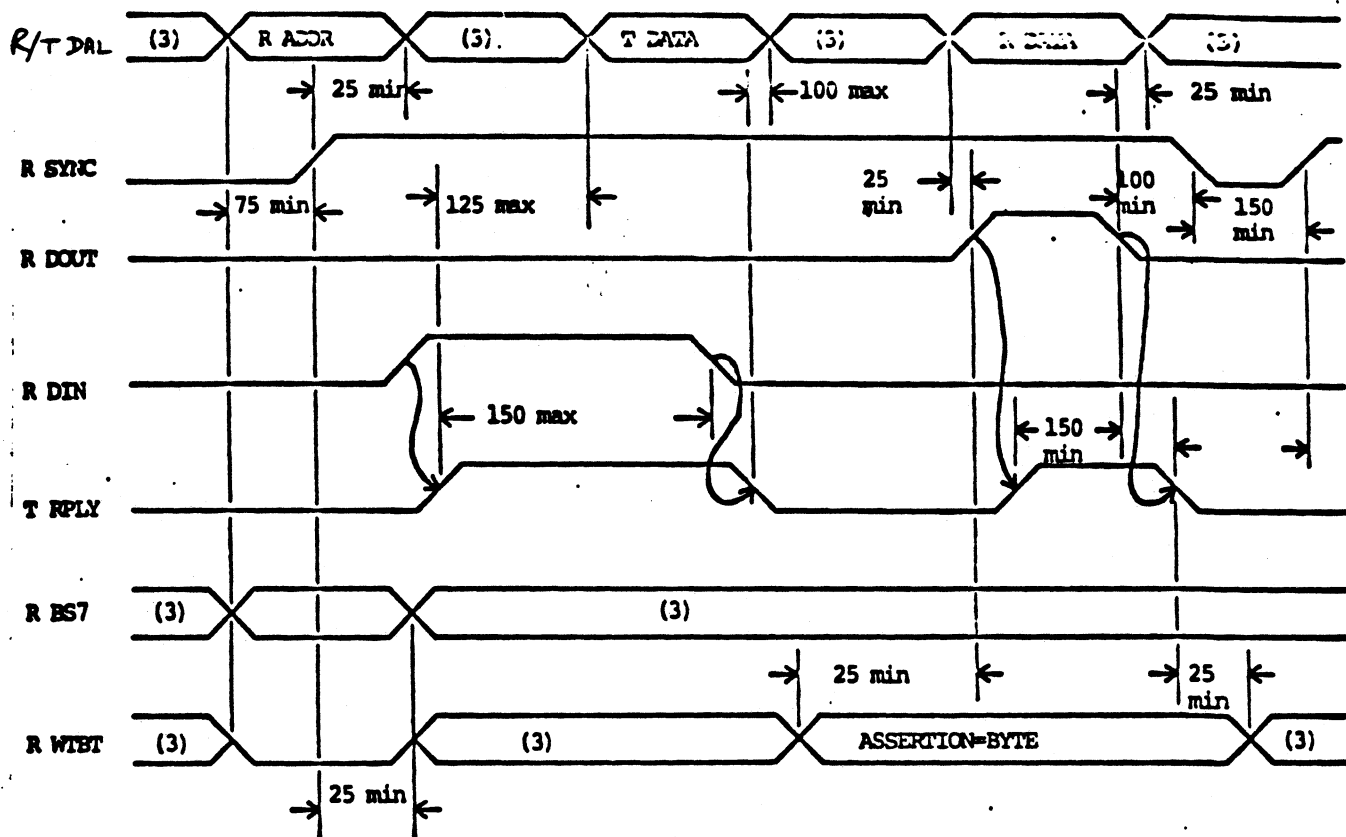 R/T DAL (3) R ADDR (3). T DATA (3) R DATA (3)
25 min 100 max 25 min
R SYNC
75 min 125 max 25 min 100 min 150 min
R DOUT
R DIN
150 max 150 min
T RPLY
R BS7 (3) (3)
25 min 25 min
R WTBT (3) (3) ASSERTION=BYTE (3)
25 min